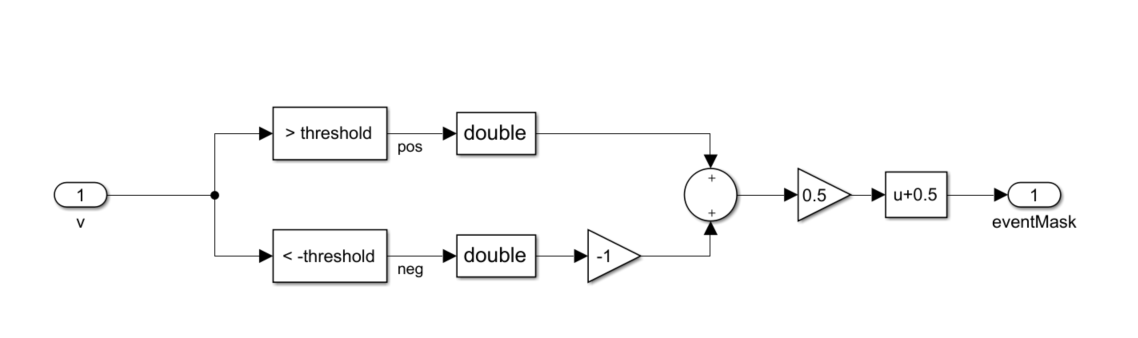 1
v
> threshold
pos
double
< -threshold
neg
double
-1
+
+
0.5
u+0.5
1
eventMask